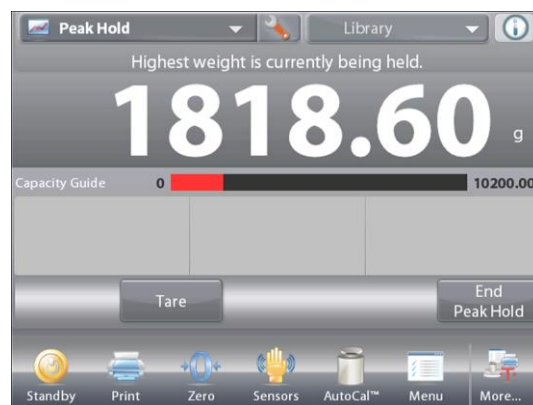 Peak Hold
Library
Highest weight is currently being held.
1818.60 g
Capacity Guide 0 10200.00
Tare
End
Peak Hold
Standby Print Zero Sensors AutoCal™ Menu More...